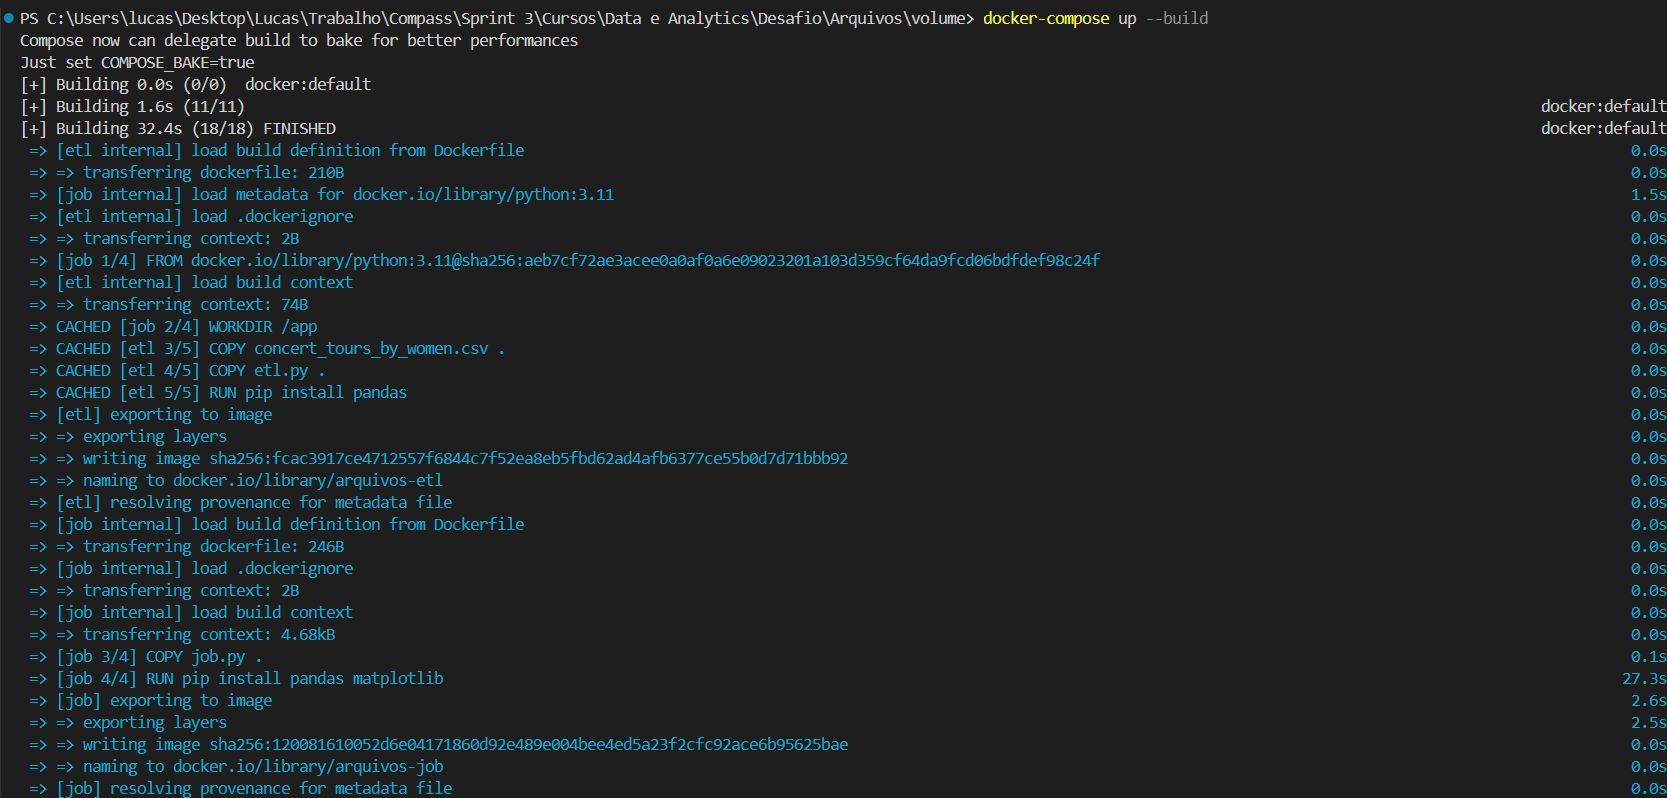 PS C:\Users\lucas\Desktop\Lucas\Trabalho\Compass\Sprint 3\Cursos\Data e Analytics\Desafio\Arquivos\volume> docker-compose up --build
Compose now can delegate build to bake for better performances
Just set COMPOSE_BAKE=true
[+] Building 0.0s (0/0)  docker:default
[+] Building 1.6s (11/11) docker:default
[+] Building 32.4s (18/18) FINISHED docker:default
=> [etl internal] load build definition from Dockerfile 0.0s
=> => transferring dockerfile: 210B 0.0s
=> [job internal] load metadata for docker.io/library/python:3.11 1.5s
=> [etl internal] load .dockerignore 0.0s
=> => transferring context: 2B 0.0s
=> [job 1/4] FROM docker.io/library/python:3.11@sha256:aeb7cf72ae3acee0a0af0a6e09023201a103d359cf64da9fcd06bdfdef98c24f 0.0s
=> [etl internal] load build context 0.0s
=> => transferring context: 74B 0.0s
=> CACHED [job 2/4] WORKDIR /app 0.0s
=> CACHED [etl 3/5] COPY concert_tours_by_women.csv . 0.0s
=> CACHED [etl 4/5] COPY etl.py . 0.0s
=> CACHED [etl 5/5] RUN pip install pandas 0.0s
=> [etl] exporting to image 0.0s
=> => exporting layers 0.0s
=> => writing image sha256:fcac3917ce4712557f6844c7f52ea8eb5fbd62ad4afb6377ce55b0d7d71bbb92 0.0s
=> => naming to docker.io/library/arquivos-etl 0.0s
=> [etl] resolving provenance for metadata file 0.0s
=> [job internal] load build definition from Dockerfile 0.0s
=> => transferring dockerfile: 246B 0.0s
=> [job internal] load .dockerignore 0.0s
=> => transferring context: 2B 0.0s
=> [job internal] load build context 0.0s
=> => transferring context: 4.68kB 0.0s
=> [job 3/4] COPY job.py . 0.1s
=> [job 4/4] RUN pip install pandas matplotlib 27.3s
=> [job] exporting to image 2.6s
=> => exporting layers 2.5s
=> => writing image sha256:120081610052d6e04171860d92e489e004bee4ed5a23f2cfc92ace6b95625bae 0.0s
=> => naming to docker.io/library/arquivos-job 0.0s
=> [job] resolving provenance for metadata file 0.0s